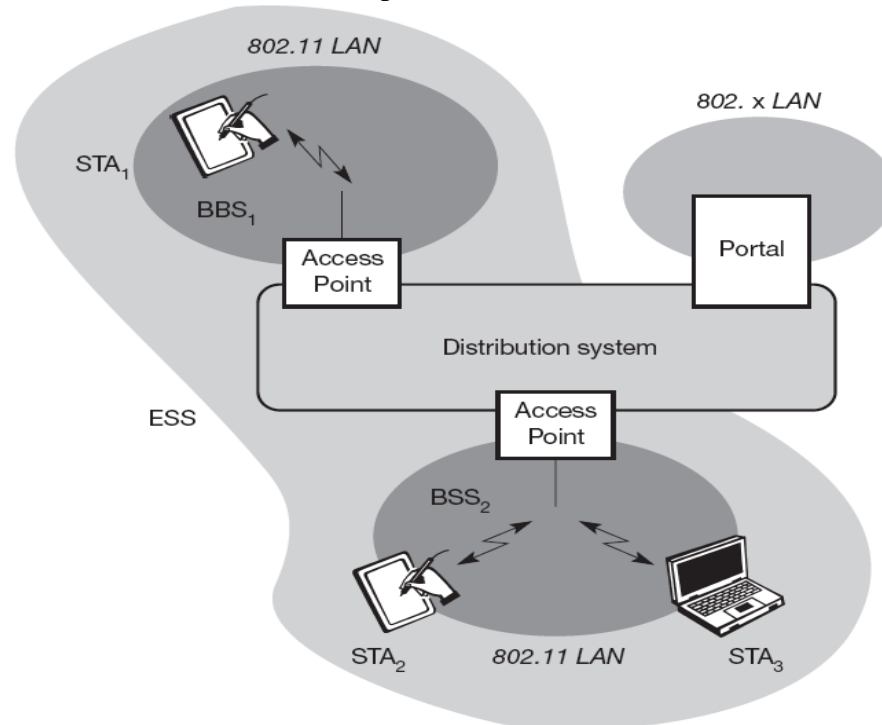 802.11 LAN
802. x LAN
STA1
BBS1
Access
Point
Portal
Distribution system
ESS
Access
Point
BSS2
STA2
802.11 LAN
STA3